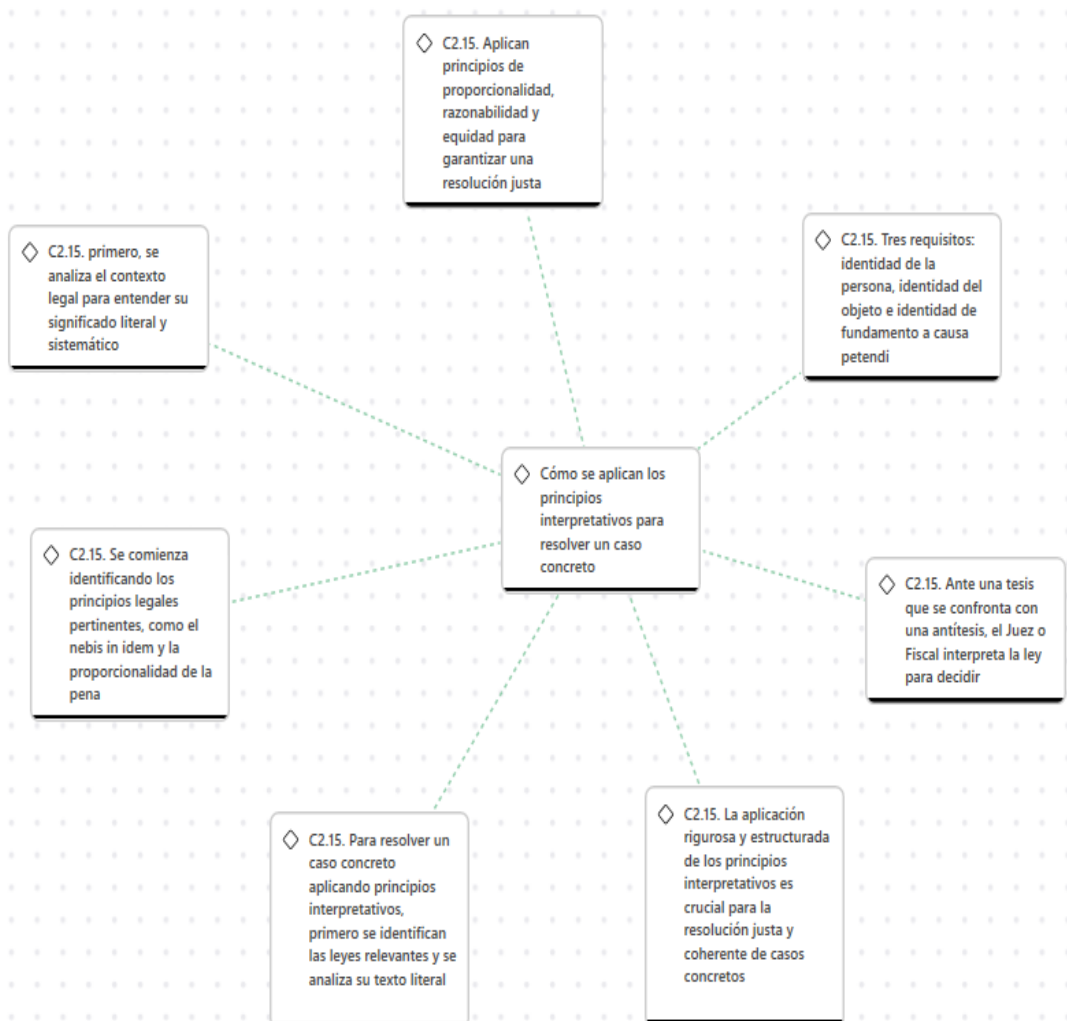 C2.15. Aplican
principios de
proporcionalidad,
razonabilidad y
equidad para
garantizar una
resolución justa
C2.15. primero, se
analiza el contexto
legal para entender su
significado literal y
sistemático
C2.15. Tres requisitos:
identidad de la
persona, identidad del
objeto e identidad de
fundamento a causa
petendi
Cómo se aplican los
principios
interpretativos para
resolver un caso
concreto
C2.15. Se comienza
identificando los
principios legales
pertinentes, como el
nebis in idem y la
proporcionalidad de la
pena
C2.15. Ante una tesis
que se confronta con
una antítesis, el Juez o
Fiscal interpreta la ley
para decidir
C2.15. Para resolver un
caso concreto
aplicando principios
interpretativos,
primero se identifican
las leyes relevantes y se
analiza su texto literal
C2.15. La aplicación
rigurosa y estructurada
de los principios
interpretativos es
crucial para la
resolución justa y
coherente de casos
concretos